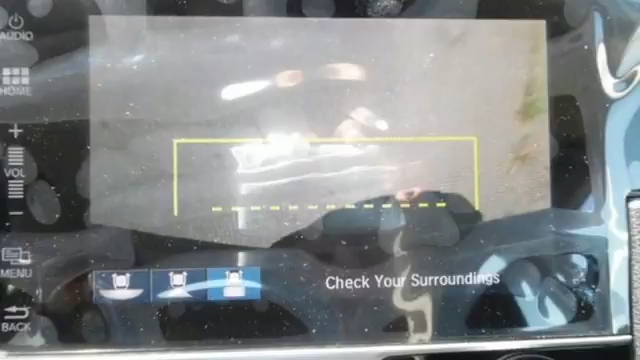 AUDIO
HOME
+
VOL
−
MENU
BACK
Check Your Surroundings